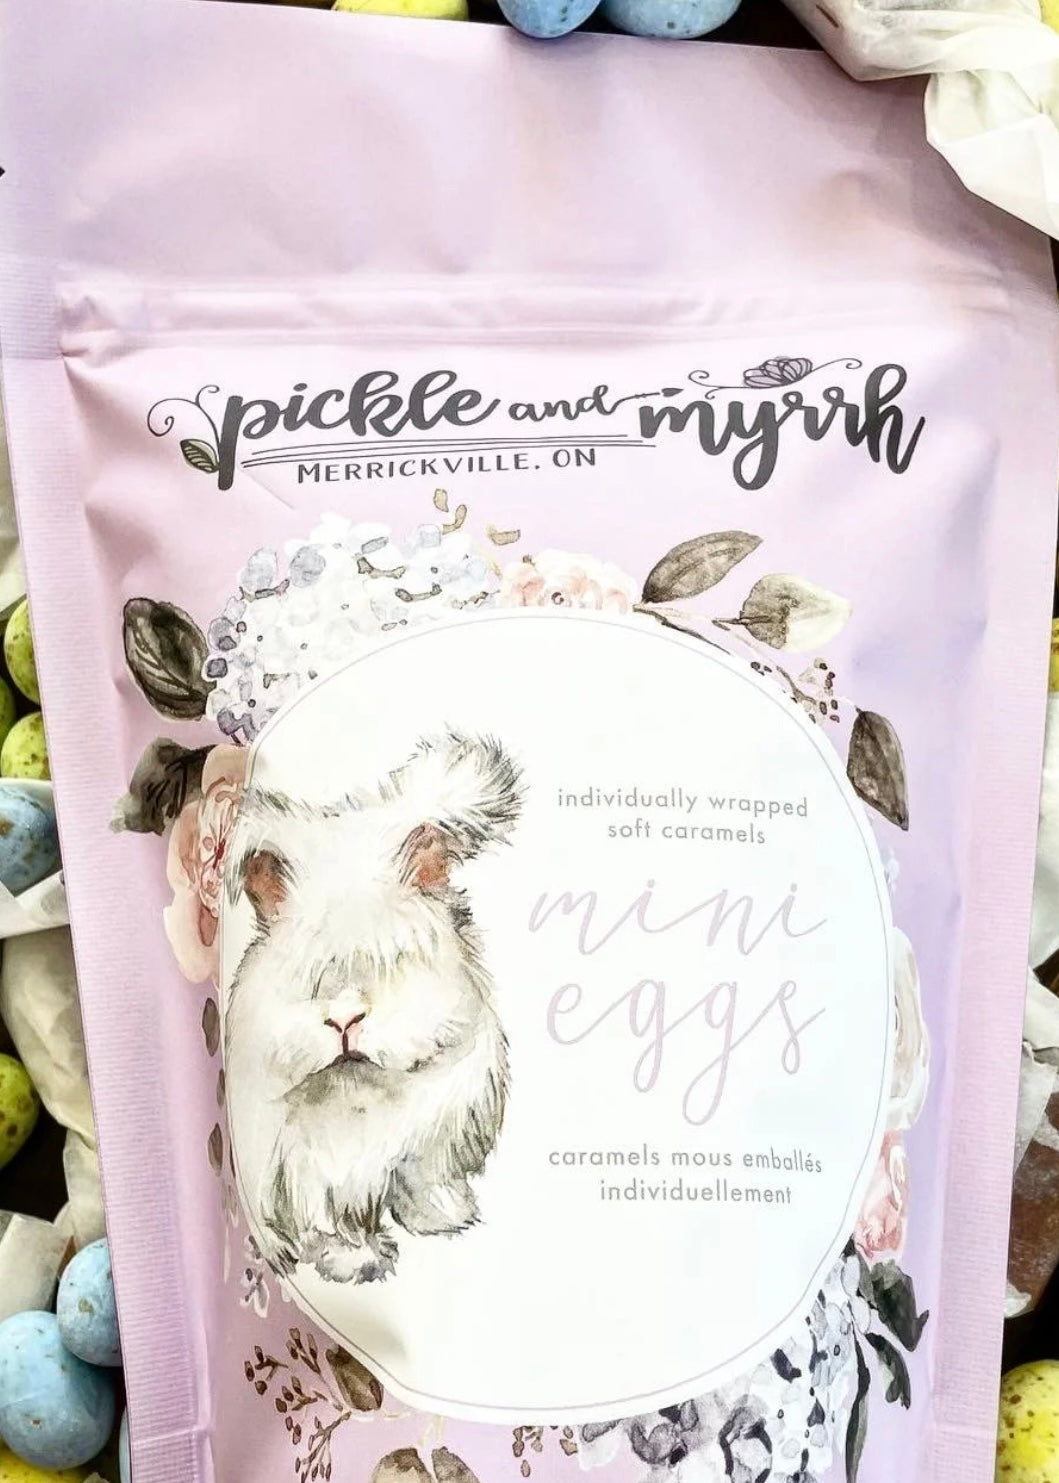 pickle and myrrh
MERRICKVILLE, ON
individually wrapped
soft caramels
mini
eggs
caramels mous emballés
individuellement